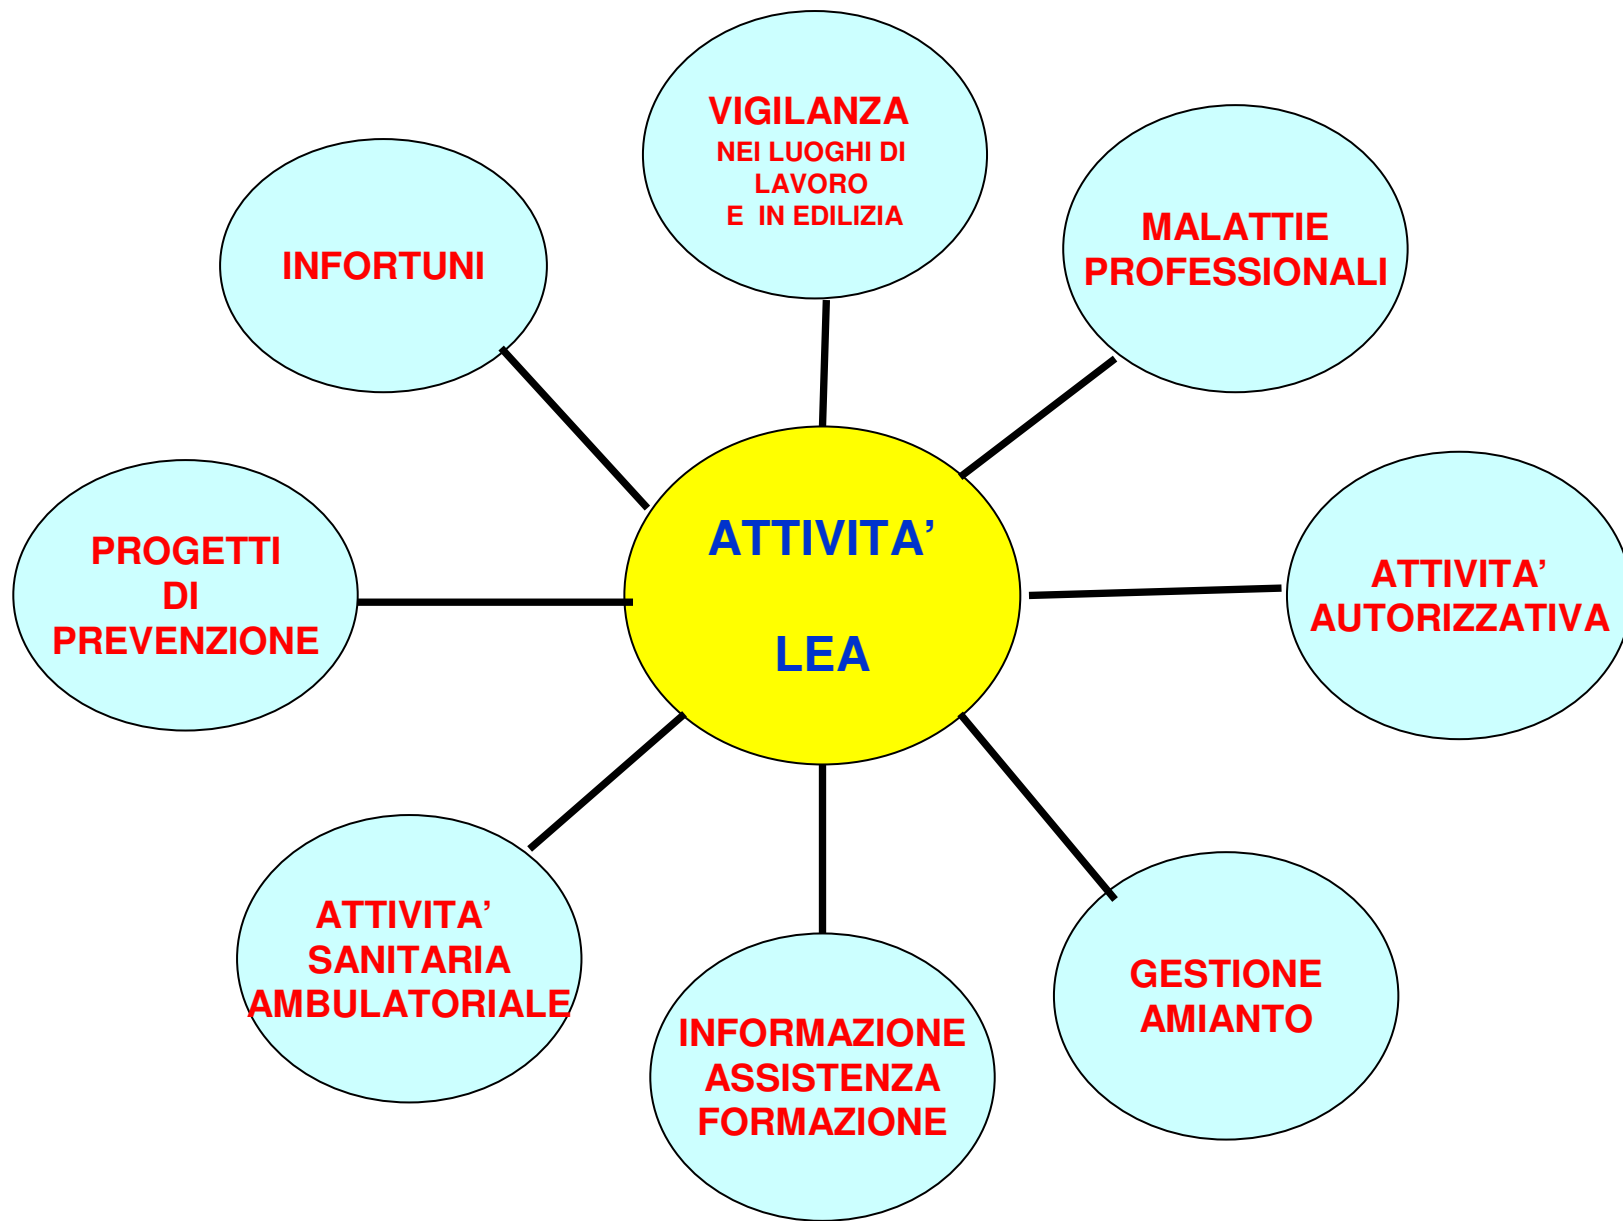 VIGILANZA
NEI LUOGHI DI
LAVORO
E IN EDILIZIA
MALATTIE
PROFESSIONALI
INFORTUNI
ATTIVITA’
LEA
PROGETTI
DI
PREVENZIONE
ATTIVITA’
AUTORIZZATIVA
ATTIVITA’
SANITARIA
AMBULATORIALE
INFORMAZIONE
ASSISTENZA
FORMAZIONE
GESTIONE
AMIANTO